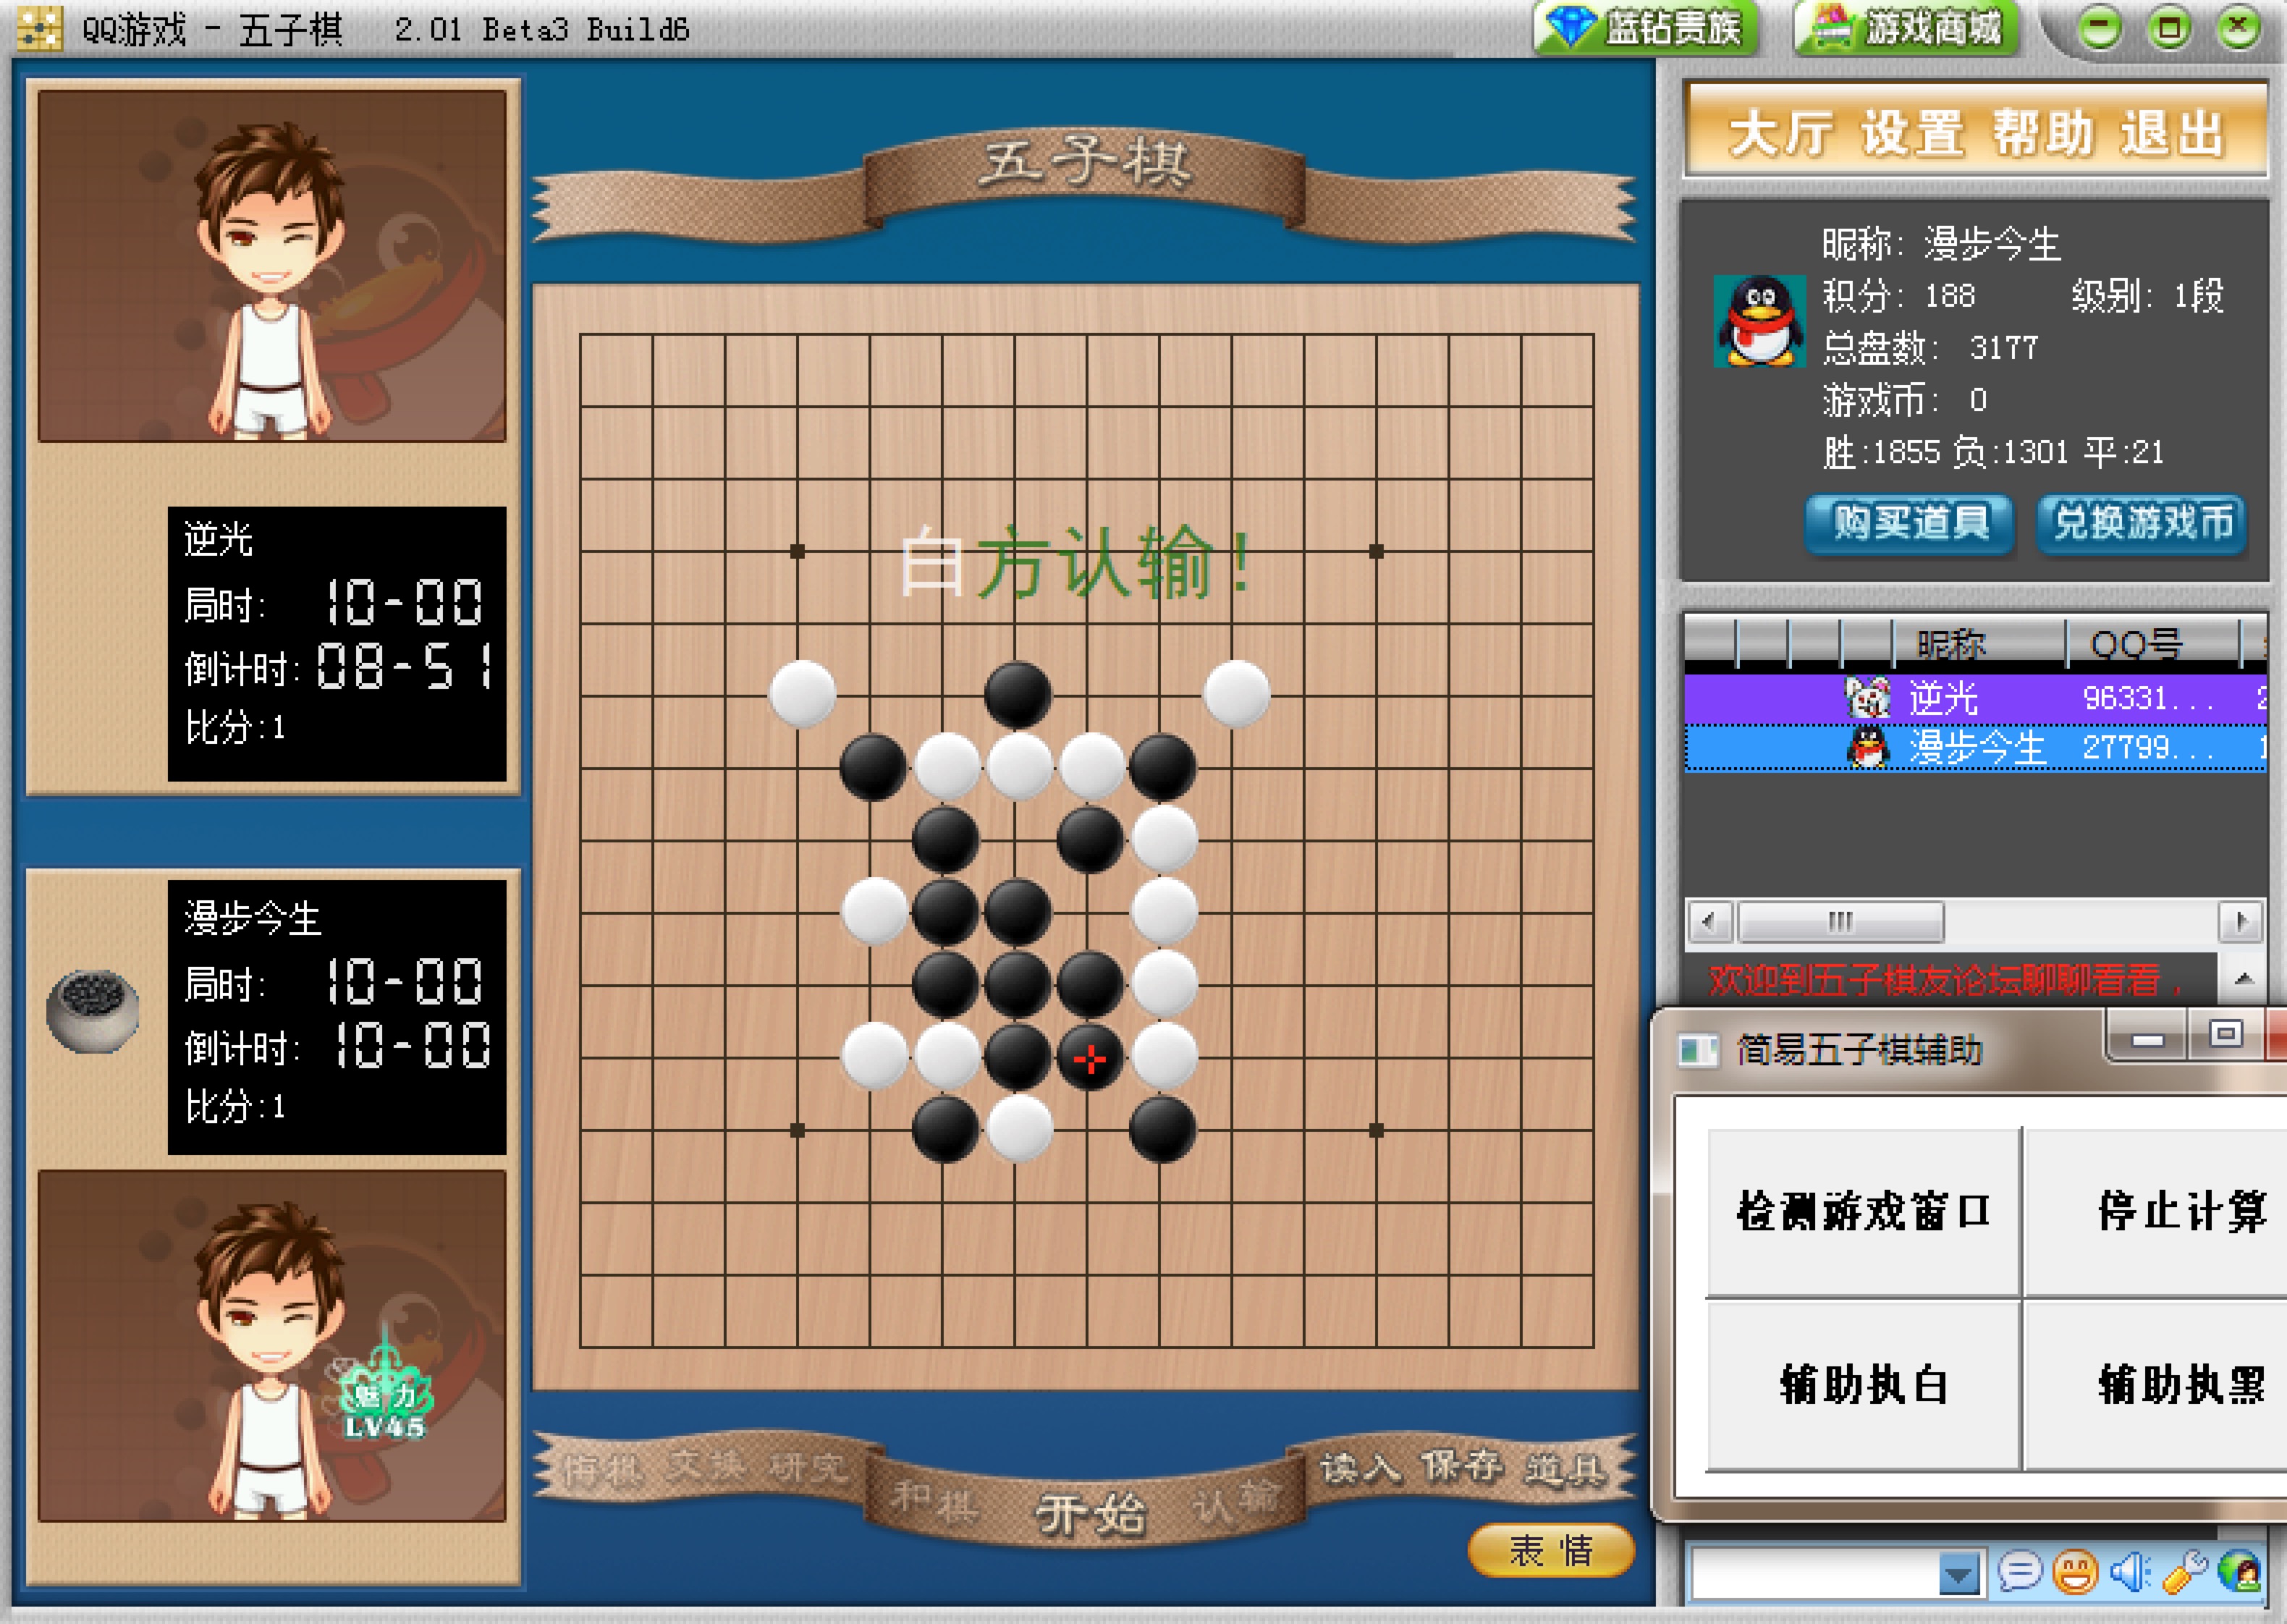 QQ游戏 - 五子棋 2.01 Beta3 Build6
蓝钻贵族
游戏商城
五子棋
大厅 设置 帮助 退出
昵称: 漫步今生
积分: 188 级别: 1段
总盘数: 3177
游戏币: 0
胜:1855 负:1301 平:21
购买道具 兑换游戏币
逆光
局时: 10-00
倒计时: 08-51
比分:1
白方认输!
昵称 QQ号
逆光 96331...
漫步今生 27799...
漫步今生
局时: 10-00
倒计时: 10-00
比分:1
欢迎到五子棋友论坛聊聊看看，
简易五子棋辅助
检测游戏窗口 停止计算
辅助执白 辅助执黑
魅力
LV45
悔棋 交换 研究 和棋 开始 认输 读入 保存 道具
表情